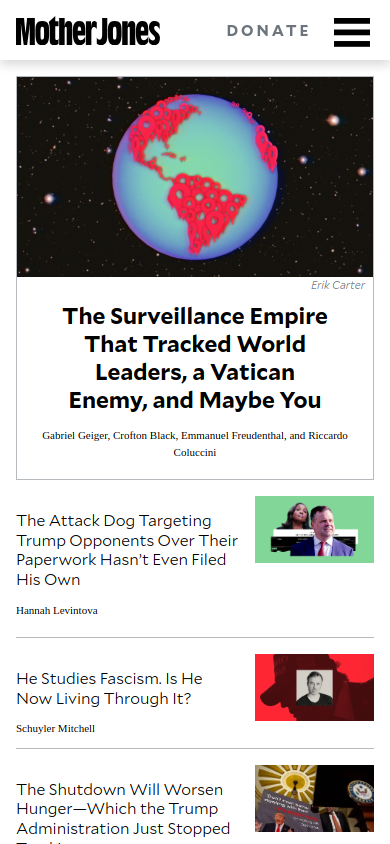 Mother Jones
DONATE
Erik Carter
The Surveillance Empire
That Tracked World
Leaders, a Vatican
Enemy, and Maybe You
Gabriel Geiger, Crofton Black, Emmanuel Freudenthal, and Riccardo
Coluccini
The Attack Dog Targeting
Trump Opponents Over Their
Paperwork Hasn’t Even Filed
His Own
Hannah Levintova
He Studies Fascism. Is He
Now Living Through It?
Schuyler Mitchell
The Shutdown Will Worsen
Hunger—Which the Trump
Administration Just Stopped